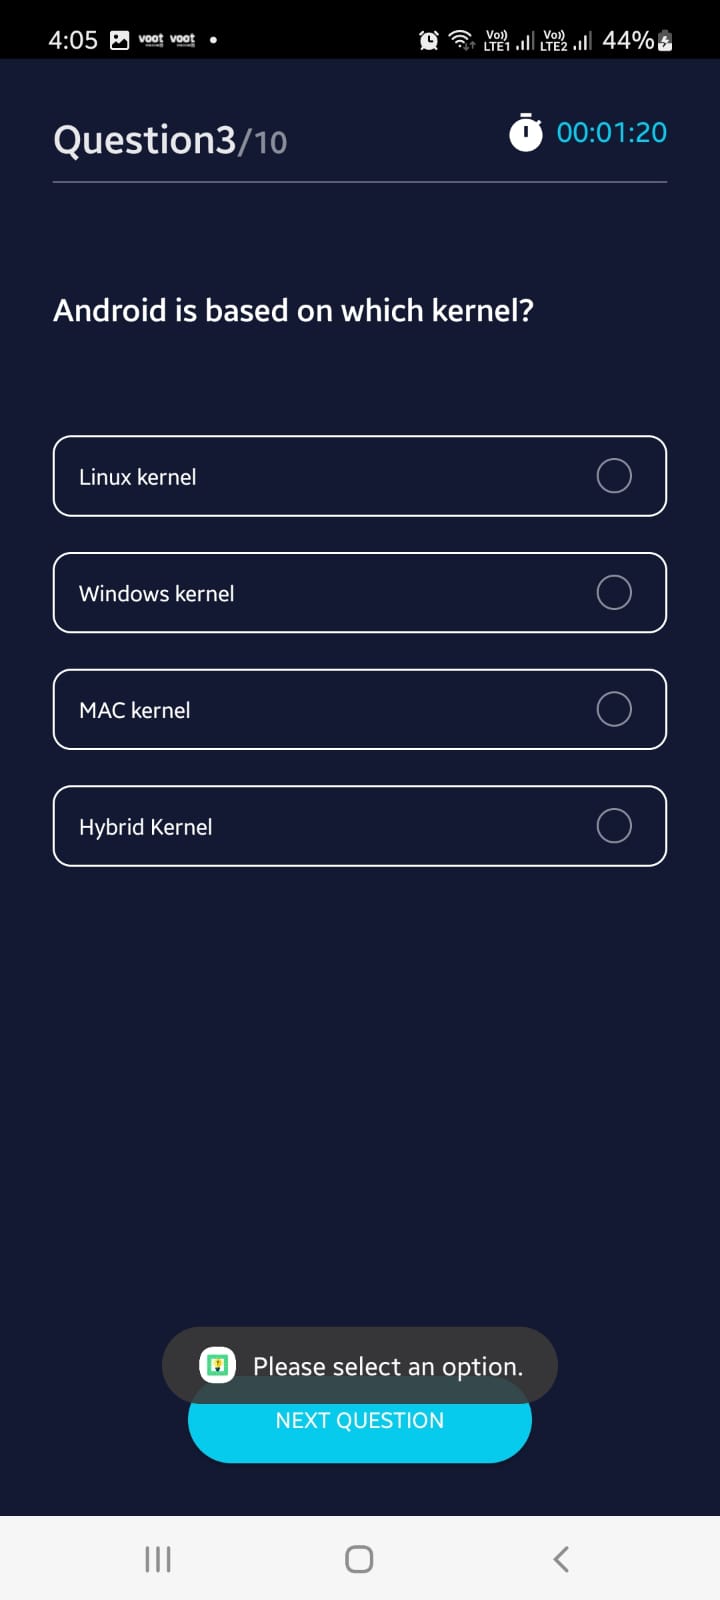 4:05 voot voot 44%
Vo)) LTE1 Vo)) LTE2
Question3/10
00:01:20
Android is based on which kernel?
Linux kernel
Windows kernel
MAC kernel
Hybrid Kernel
Please select an option.
NEXT QUESTION